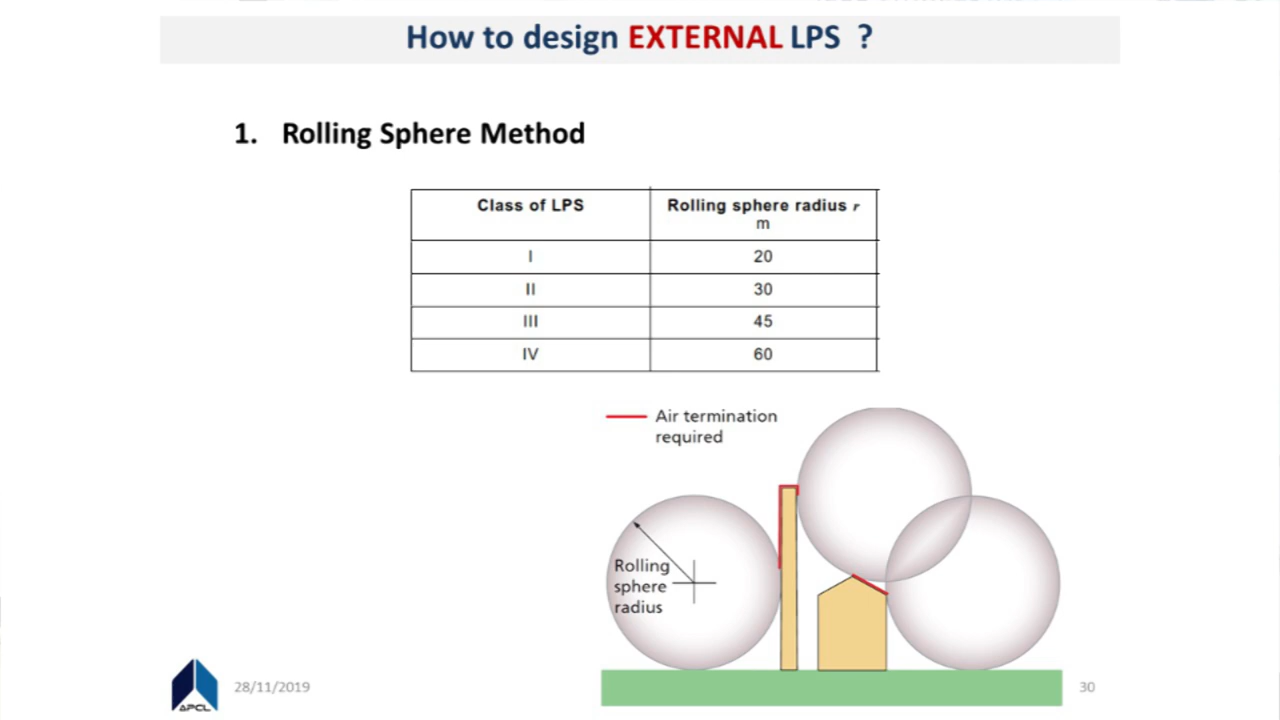 How to design EXTERNAL LPS ?
1. Rolling Sphere Method
Class of LPS
Rolling sphere radius r
m
I
20
II
30
III
45
IV
60
Air termination
required
Rolling
sphere
radius
APCL
28/11/2019
30